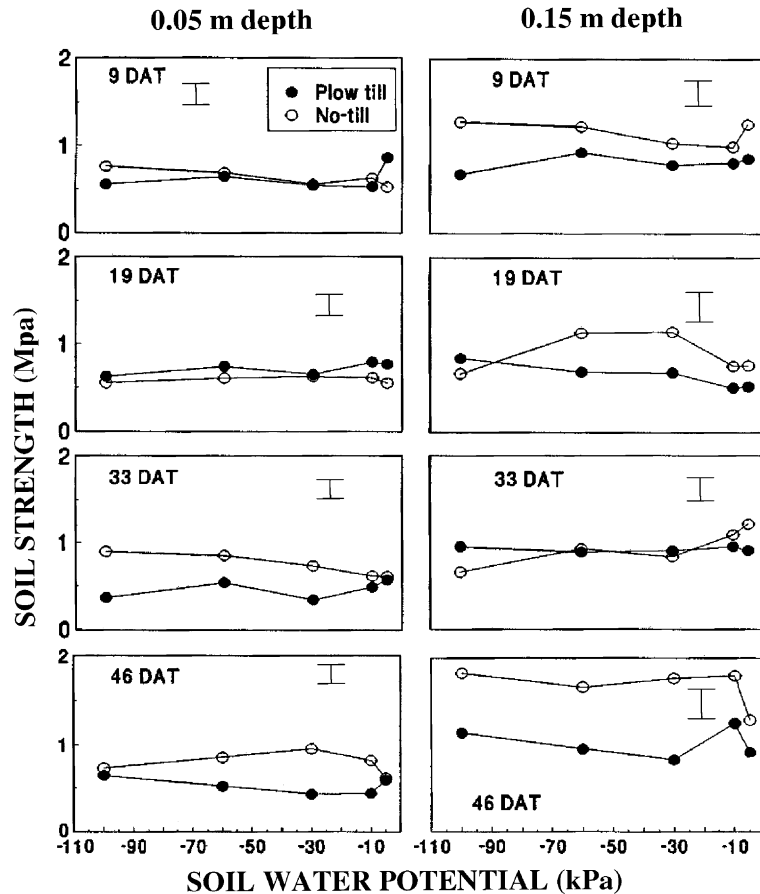 0.05 m depth
0.15 m depth
2
9 DAT
Plow till
No-till
1
0
9 DAT
2
19 DAT
1
0
19 DAT
2
33 DAT
1
0
33 DAT
2
46 DAT
1
0
46 DAT
-110 -90 -70 -50 -30 -10
-90 -70 -50 -30 -10
-110
SOIL STRENGTH (Mpa)
SOIL WATER POTENTIAL (kPa)